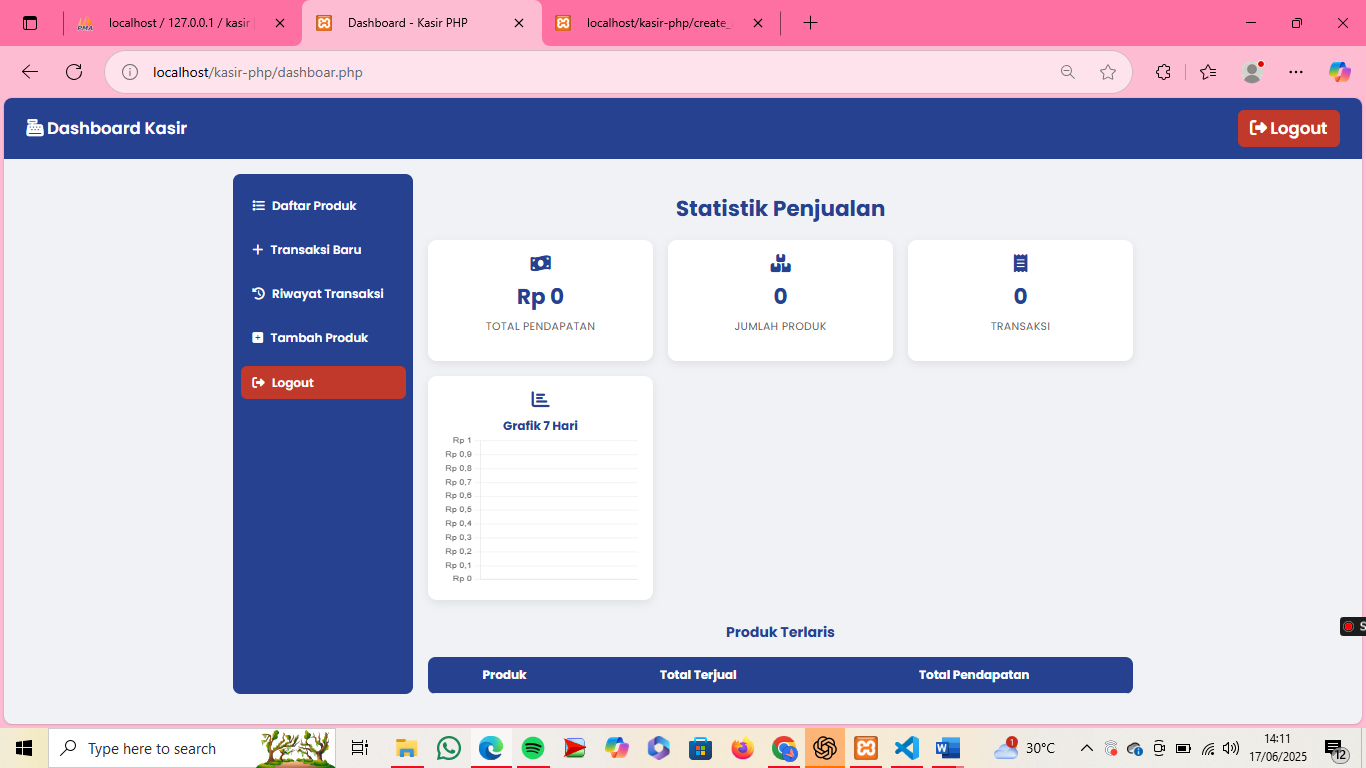 localhost / 127.0.0.1 / kasir
Dashboard - Kasir PHP
localhost/kasir-php/create_
localhost/kasir-php/dashboar.php
Dashboard Kasir
Logout
Daftar Produk
Transaksi Baru
Riwayat Transaksi
Tambah Produk
Logout
Statistik Penjualan
Rp 0
TOTAL PENDAPATAN
0
JUMLAH PRODUK
0
TRANSAKSI
Grafik 7 Hari
Rp 1
Rp 0,9
Rp 0,8
Rp 0,7
Rp 0,6
Rp 0,5
Rp 0,4
Rp 0,3
Rp 0,2
Rp 0,1
Rp 0
Produk Terlaris
Produk Total Terjual Total Pendapatan
S
Type here to search
1
30°C
14:11
17/06/2025
12